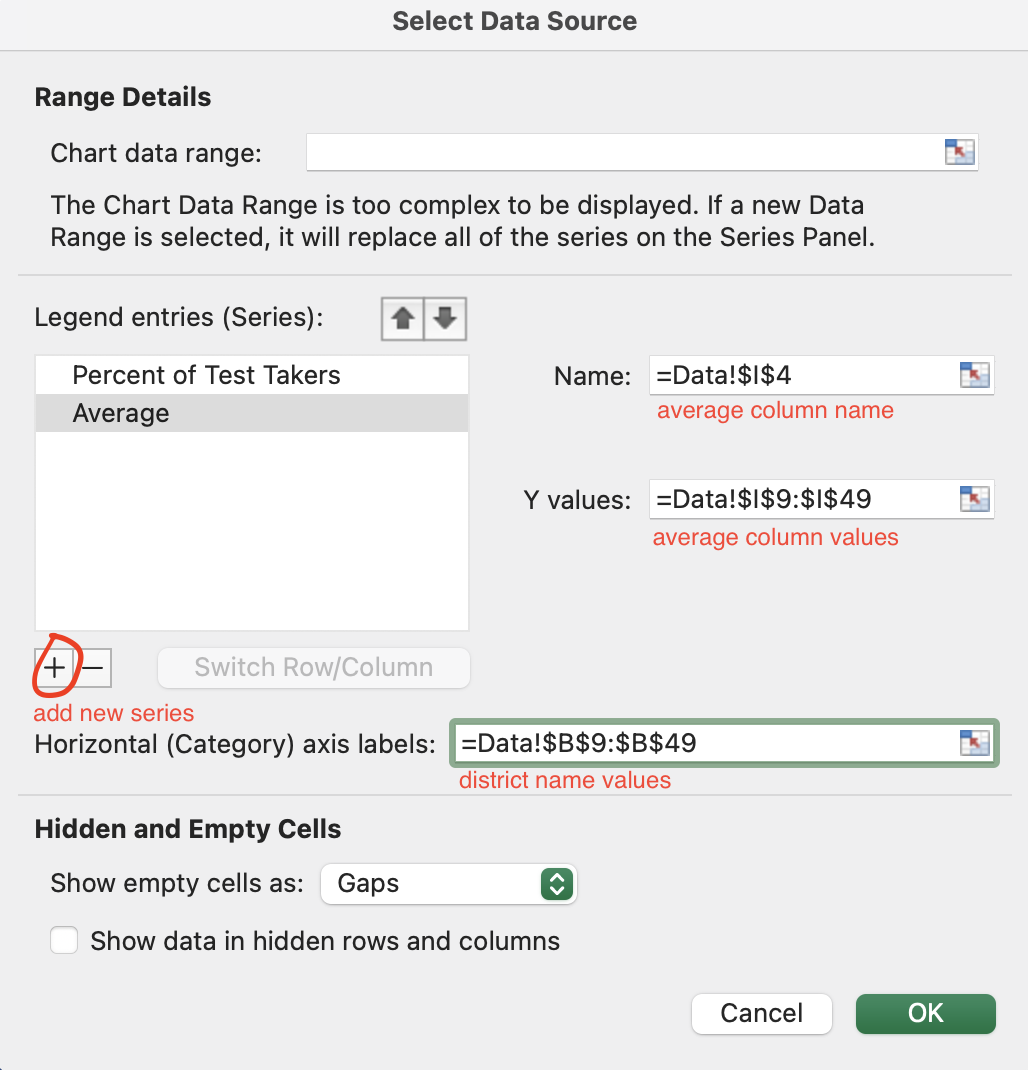 Select Data Source
Range Details
Chart data range:
The Chart Data Range is too complex to be displayed. If a new Data
Range is selected, it will replace all of the series on the Series Panel.
Legend entries (Series):
Percent of Test Takers
Average
Name: =Data!$I$4
average column name
Y values: =Data!$I$9:$I$49
average column values
+ − Switch Row/Column
add new series
Horizontal (Category) axis labels: =Data!$B$9:$B$49
district name values
Hidden and Empty Cells
Show empty cells as: Gaps
Show data in hidden rows and columns
Cancel OK